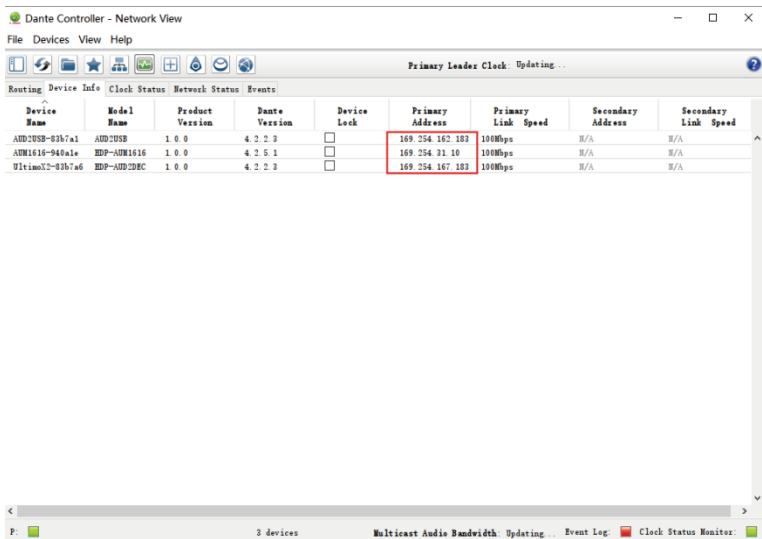 Dante Controller - Network View
File Devices View Help
Primary Leader Clock: Updating...
Routing Device Info Clock Status Network Status Events
Device Name Model Name Product Version Dante Version Device Lock Primary Address Primary Link Speed Secondary Address Secondary Link Speed
AUD2USB-83b7a1 AUD2USB 1.0.0 4.2.2.3 169.254.162.183 100Mbps N/A N/A
AUM1616-940a1e HDP-AUM1616 1.0.0 4.2.5.1 169.254.31.10 100Mbps N/A N/A
UltimoX2-83b7a6 HDP-AUD2DEC 1.0.0 4.2.2.3 169.254.167.183 100Mbps N/A N/A
P: 3 devices Multicast Audio Bandwidth: Updating... Event Log: Clock Status Monitor: